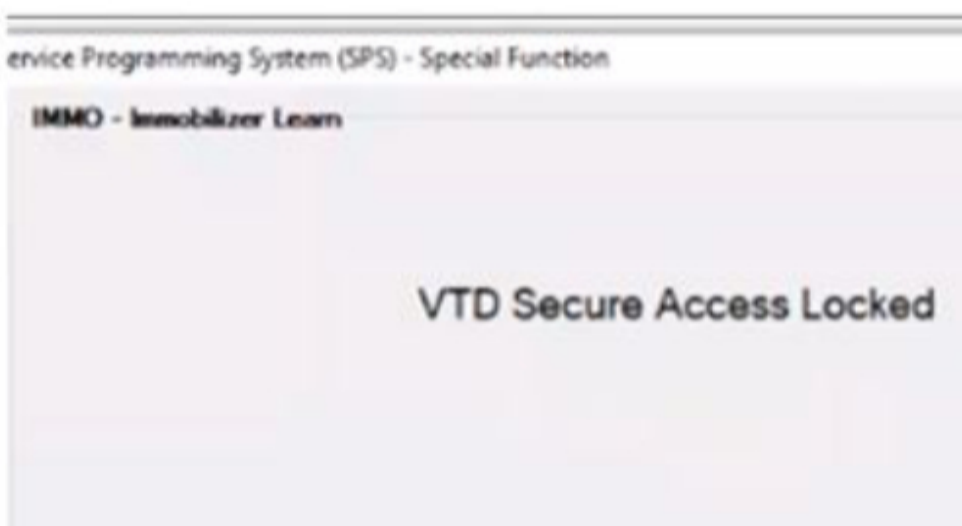 ervice Programming System (SPS) - Special Function
IMMO - Immobilizer Learn
VTD Secure Access Locked